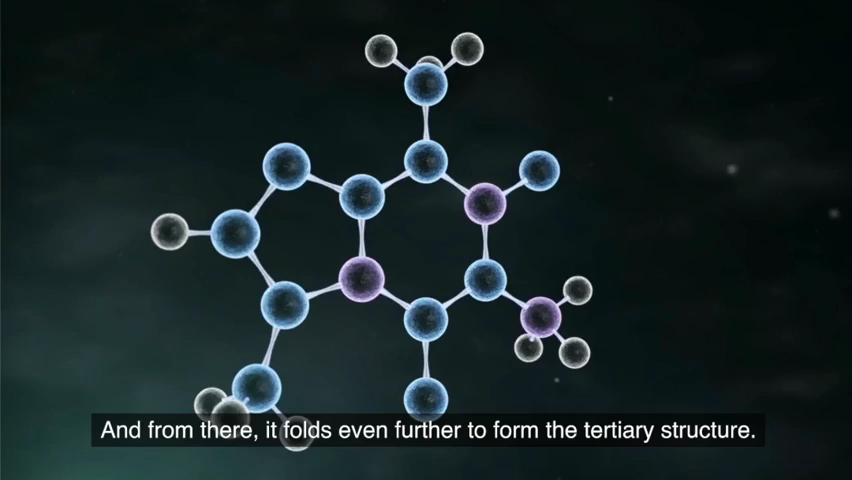 And from there, it folds even further to form the tertiary structure.